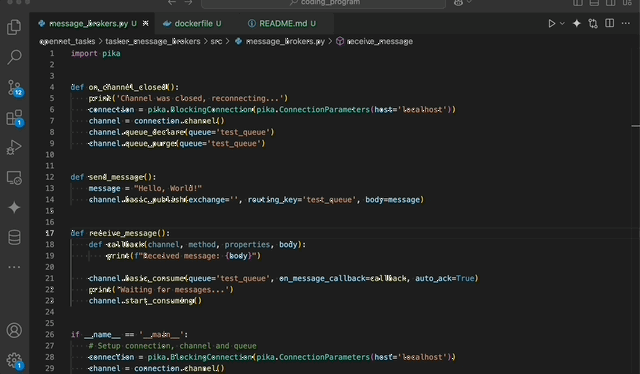 coding_program
message_brokers.py U
dockerfile U
README.md U
opennet_tasks > tasker_message_brokers > src > message_brokers.py > receive_message
1 import pika
2
3
4 def on_channel_closed():
5 print('Channel was closed, reconnecting...')
6 connection = pika.BlockingConnection(pika.ConnectionParameters(host='localhost'))
7 channel = connection.channel()
8 channel.queue_declare(queue='test_queue')
9 channel.queue_purge(queue='test_queue')
10
11
12 def send_message():
13 message = "Hello, World!"
14 channel.basic_publish(exchange='', routing_key='test_queue', body=message)
15
16
17 def receive_message():
18 def callback(channel, method, properties, body):
19 print(f"Received message: {body}")
20
21 channel.basic_consume(queue='test_queue', on_message_callback=callback, auto_ack=True)
22 print('Waiting for messages...')
23 channel.start_consuming()
24
25
26 if __name__ == '__main__':
27 # Setup connection, channel and queue
28 connection = pika.BlockingConnection(pika.ConnectionParameters(host='localhost'))
29 channel = connection.channel()
12
1
1